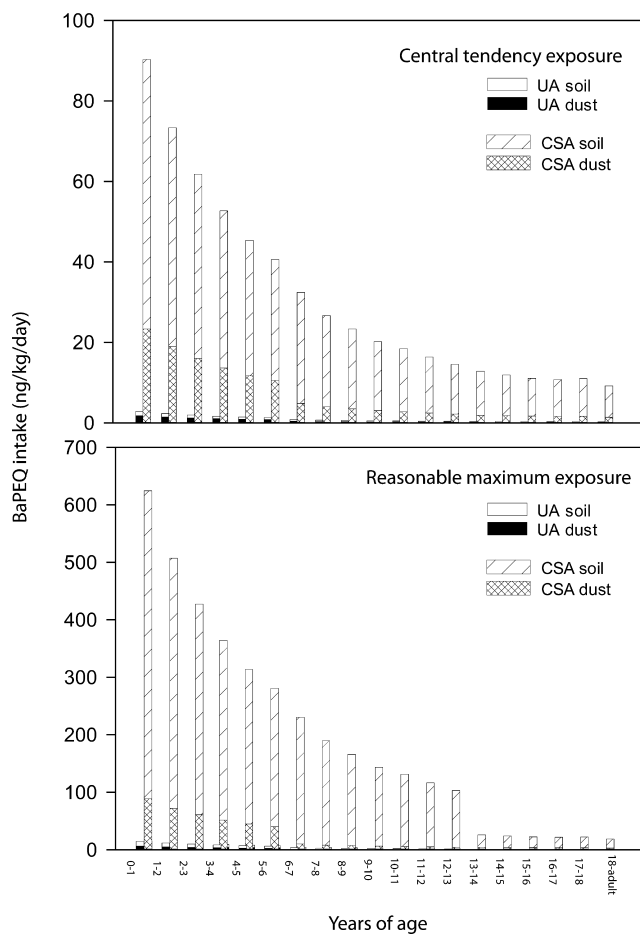 100
Central tendency exposure
UA soil
UA dust
80
CSA soil
CSA dust
60
40
20
0
BaPEQ intake (ng/kg/day)
700
Reasonable maximum exposure
600
UA soil
UA dust
500
CSA soil
CSA dust
400
300
200
100
0
0-1
1-2
2-3
3-4
4-5
5-6
6-7
7-8
8-9
9-10
10-11
11-12
12-13
13-14
14-15
15-16
16-17
17-18
18-adult
Years of age